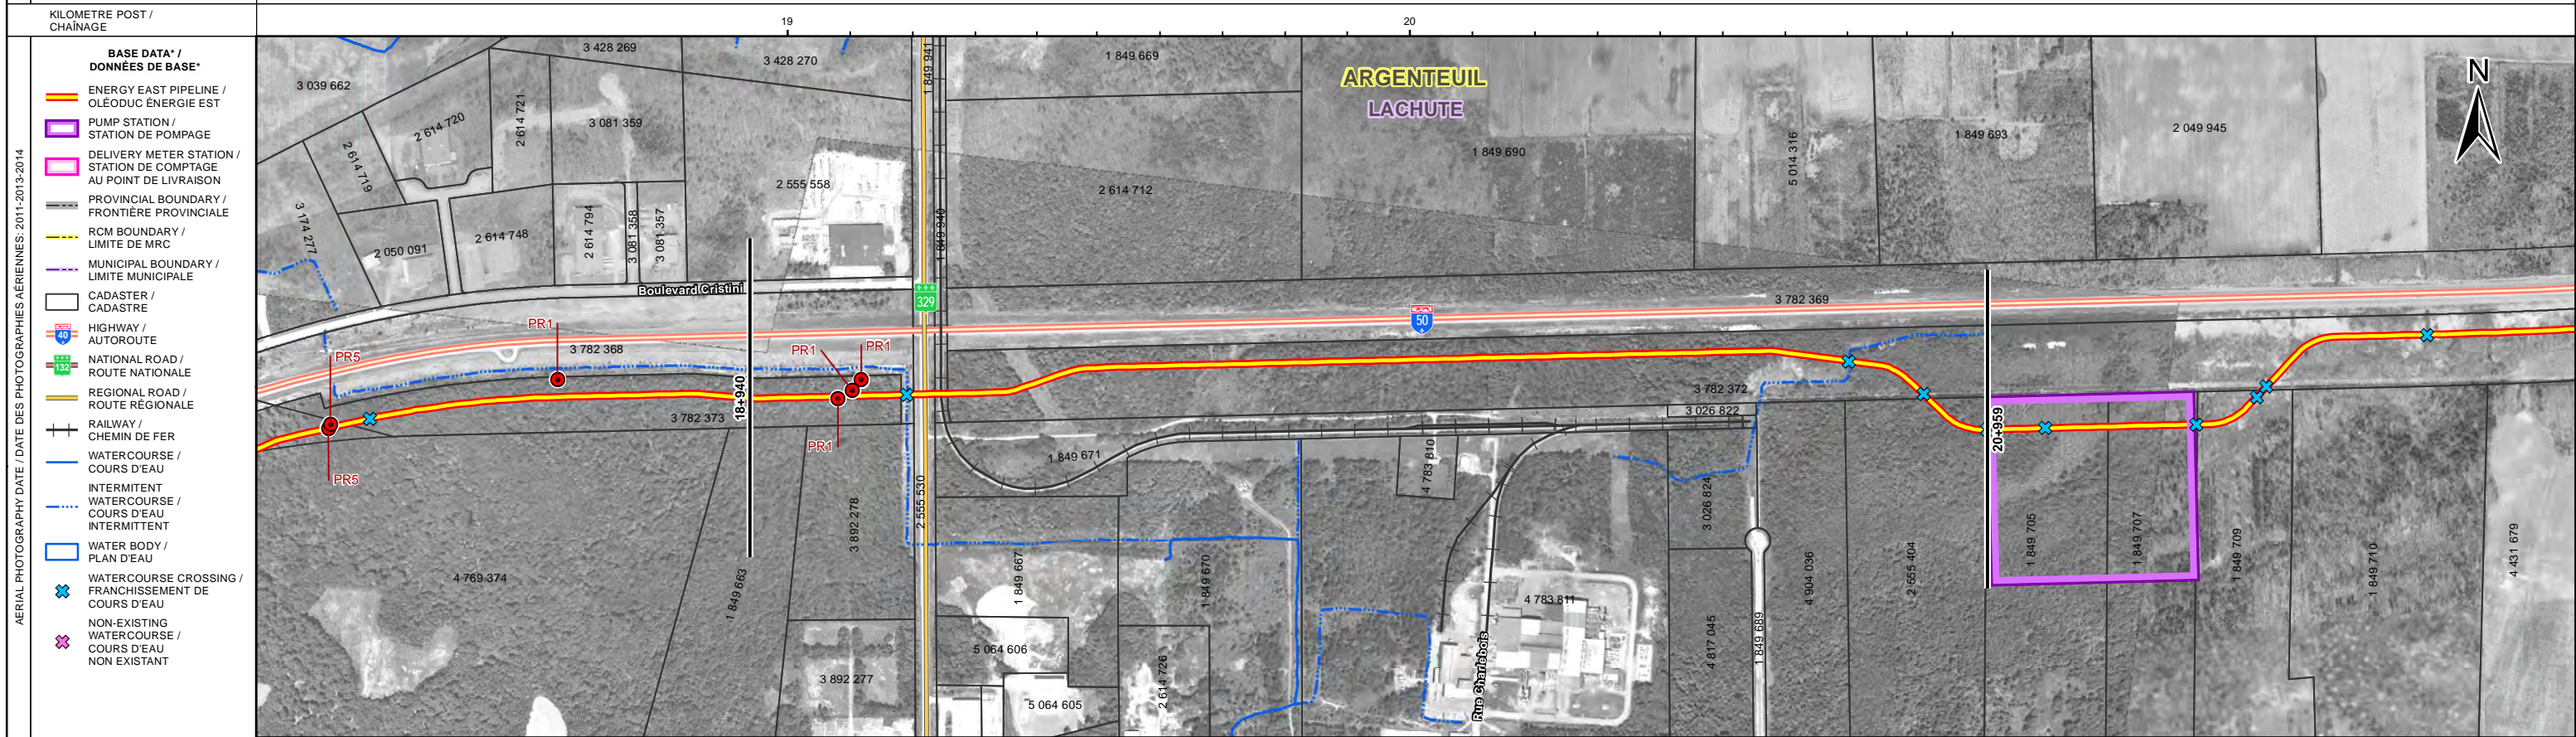 KILOMETRE POST /
CHAÎNAGE
19
20
AERIAL PHOTOGRAPHY DATE / DATE DES PHOTOGRAPHIES AÉRIENNES: 2011-2013-2014
BASE DATA* /
DONNÉES DE BASE*
ENERGY EAST PIPELINE /
OLÉODUC ÉNERGIE EST
PUMP STATION /
STATION DE POMPAGE
DELIVERY METER STATION /
STATION DE COMPTAGE
AU POINT DE LIVRAISON
PROVINCIAL BOUNDARY /
FRONTIÈRE PROVINCIALE
RCM BOUNDARY /
LIMITE DE MRC
MUNICIPAL BOUNDARY /
LIMITE MUNICIPALE
CADASTER /
CADASTRE
40
HIGHWAY /
AUTOROUTE
132
NATIONAL ROAD /
ROUTE NATIONALE
REGIONAL ROAD /
ROUTE RÉGIONALE
RAILWAY /
CHEMIN DE FER
WATERCOURSE /
COURS D'EAU
INTERMITENT
WATERCOURSE /
COURS D'EAU
INTERMITTENT
WATER BODY /
PLAN D'EAU
WATERCOURSE CROSSING /
FRANCHISSEMENT DE
COURS D'EAU
NON-EXISTING
WATERCOURSE /
COURS D'EAU
NON EXISTANT
3 428 269
3 428 270
1 849 941
1 849 669
ARGENTEUIL
LACHUTE
N
3 039 662
2 614 720
2 614 721
3 081 359
2 614 719
2 555 558
2 614 712
1 849 690
5 014 316
1 849 693
2 049 945
3 174 277
2 050 091
2 614 748
2 614 794
3 081 358
3 081 357
1 849 940
Boulevard Cristini
329
50
3 782 369
PR1
PR5
3 782 368
PR1
PR1
18+940
3 782 373
PR1
PR5
3 782 372
3 026 822
20+959
1 849 671
4 783 810
3 892 278
2 555 530
3 026 824
1 849 705
1 849 707
1 849 709
1 849 710
4 431 679
4 769 374
1 849 663
1 849 667
1 849 670
4 783 811
4 904 036
2 555 404
4 817 045
1 849 689
5 064 606
3 892 277
2 614 726
5 064 605
Rue Charlebois